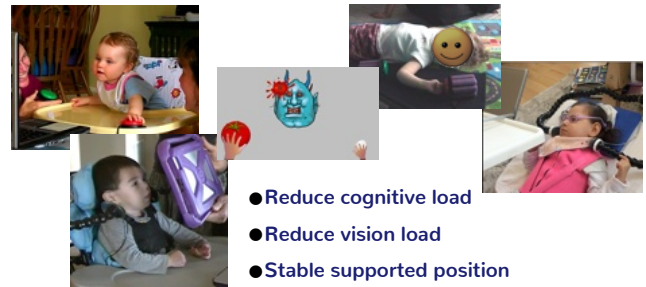 ●Reduce cognitive load
●Reduce vision load
●Stable supported position